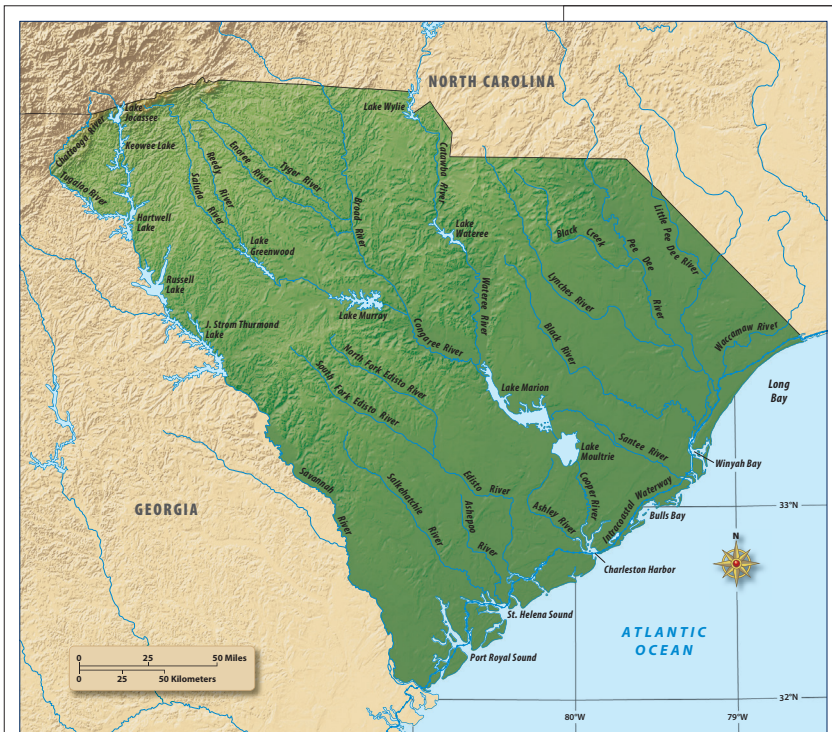 NORTH CAROLINA
Lake
Jocassee
Lake Wylie
Chattooga River
Keowee Lake
Tugaloo River
Reedy River
Enoree River
Tyger River
Saluda River
Broad River
Catawba River
Hartwell
Lake
Lake
Greenwood
Lake
Wateree
Black Creek
Pee Dee River
Little Pee Dee River
Russell
Lake
Lake Murray
Wateree River
Lynches River
J. Strom Thurmond
Lake
Congaree River
Black River
Waccamaw River
North Fork Edisto River
South Fork Edisto River
Lake Marion
Long
Bay
Santee River
Lake
Moultrie
Winyah Bay
Savannah River
Salkehatchie River
Edisto River
Ashepoo River
Ashley River
Cooper River
Intracoastal Waterway
Bulls Bay
GEORGIA
33°N
N
Charleston Harbor
St. Helena Sound
ATLANTIC
OCEAN
Port Royal Sound
0 25 50 Miles
0 25 50 Kilometers
32°N
80°W 79°W